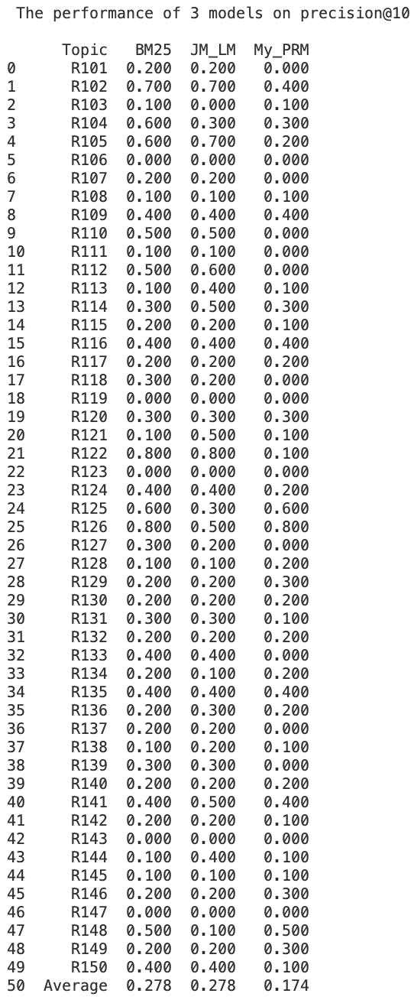 The performance of 3 models on precision@10
Topic BM25 JM_LM My_PRM
0 R101 0.200 0.200 0.000
1 R102 0.700 0.700 0.400
2 R103 0.100 0.000 0.100
3 R104 0.600 0.300 0.300
4 R105 0.600 0.700 0.200
5 R106 0.000 0.000 0.000
6 R107 0.200 0.200 0.000
7 R108 0.100 0.100 0.100
8 R109 0.400 0.400 0.400
9 R110 0.500 0.500 0.000
10 R111 0.100 0.100 0.000
11 R112 0.500 0.600 0.000
12 R113 0.100 0.400 0.100
13 R114 0.300 0.500 0.300
14 R115 0.200 0.200 0.100
15 R116 0.400 0.400 0.400
16 R117 0.200 0.200 0.200
17 R118 0.300 0.200 0.000
18 R119 0.000 0.000 0.000
19 R120 0.300 0.300 0.300
20 R121 0.100 0.500 0.100
21 R122 0.800 0.800 0.100
22 R123 0.000 0.000 0.000
23 R124 0.400 0.400 0.200
24 R125 0.600 0.300 0.600
25 R126 0.800 0.500 0.800
26 R127 0.300 0.200 0.000
27 R128 0.100 0.100 0.200
28 R129 0.200 0.200 0.300
29 R130 0.200 0.200 0.200
30 R131 0.300 0.300 0.100
31 R132 0.200 0.200 0.200
32 R133 0.400 0.400 0.000
33 R134 0.200 0.100 0.200
34 R135 0.400 0.400 0.400
35 R136 0.200 0.300 0.200
36 R137 0.200 0.200 0.000
37 R138 0.100 0.200 0.100
38 R139 0.300 0.300 0.000
39 R140 0.200 0.200 0.200
40 R141 0.400 0.500 0.400
41 R142 0.200 0.200 0.100
42 R143 0.000 0.000 0.000
43 R144 0.100 0.400 0.100
44 R145 0.100 0.100 0.100
45 R146 0.200 0.200 0.300
46 R147 0.000 0.000 0.000
47 R148 0.500 0.100 0.500
48 R149 0.200 0.200 0.300
49 R150 0.400 0.400 0.100
50 Average 0.278 0.278 0.174